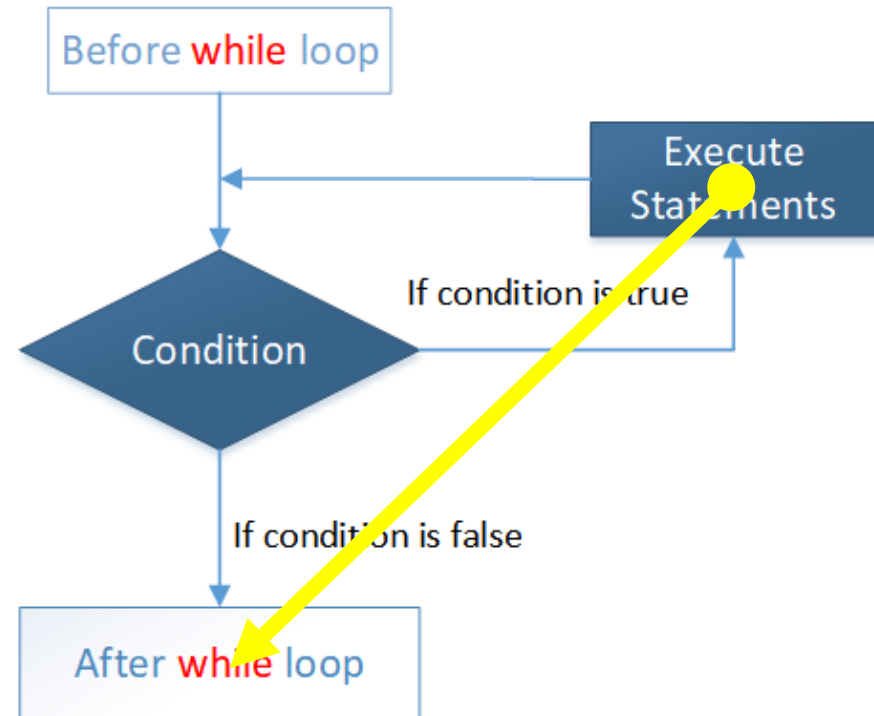 Before while loop
Execute
Statements
If condition is true
Condition
If condition is false
After while loop